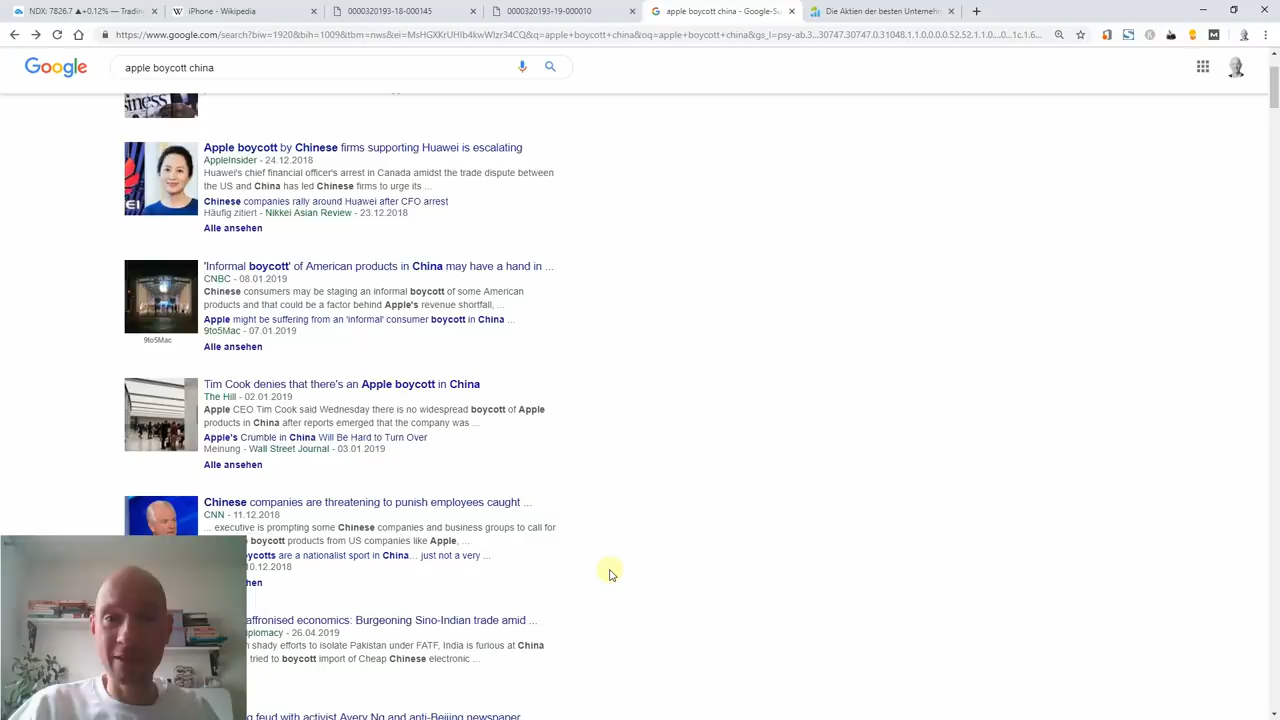 NDX: 7826.7 ▲+0.12% – Tradin
iPhone - Wikipedia
0000320193-18-000145
0000320193-19-000010
apple boycott china - Google-Su
Die Aktien der besten Unterneh
https://www.google.com/search?biw=1920&bih=1009&tbm=nws&ei=MsHGXKrUHIb4kwWIzr34CQ&q=apple+boycott+china&oq=apple+boycott+china&gs_l=psy-ab.3...30747.30747.0.31048.1.1.0.0.0.0.52.52.1.1.0....0...1c.1.6...
Google
apple boycott china
siness
Apple boycott by Chinese firms supporting Huawei is escalating
AppleInsider - 24.12.2018
Huawei's chief financial officer's arrest in Canada amidst the trade dispute between
the US and China has led Chinese firms to urge its ...
Chinese companies rally around Huawei after CFO arrest
Häufig zitiert - Nikkei Asian Review - 23.12.2018
Alle ansehen
'Informal boycott' of American products in China may have a hand in ...
CNBC - 08.01.2019
Chinese consumers may be staging an informal boycott of some American
products and that could be a factor behind Apple's revenue shortfall, ...
Apple might be suffering from an 'informal' consumer boycott in China ...
9to5Mac - 07.01.2019
9to5Mac
Alle ansehen
Tim Cook denies that there's an Apple boycott in China
The Hill - 02.01.2019
Apple CEO Tim Cook said Wednesday there is no widespread boycott of Apple
products in China after reports emerged that the company was ...
Apple's Crumble in China Will Be Hard to Turn Over
Meinung - Wall Street Journal - 03.01.2019
Alle ansehen
Chinese companies are threatening to punish employees caught ...
CNN - 11.12.2018
... executive is prompting some Chinese companies and business groups to call for
boycott products from US companies like Apple, ...
ycotts are a nationalist sport in China… just not a very ...
10.12.2018
hen
affronised economics: Burgeoning Sino-Indian trade amid ...
plomacy - 26.04.2019
n shady efforts to isolate Pakistan under FATF, India is furious at China
tried to boycott import of Cheap Chinese electronic ...
g feud with activist Avery Ng and anti-Beijing newspaper